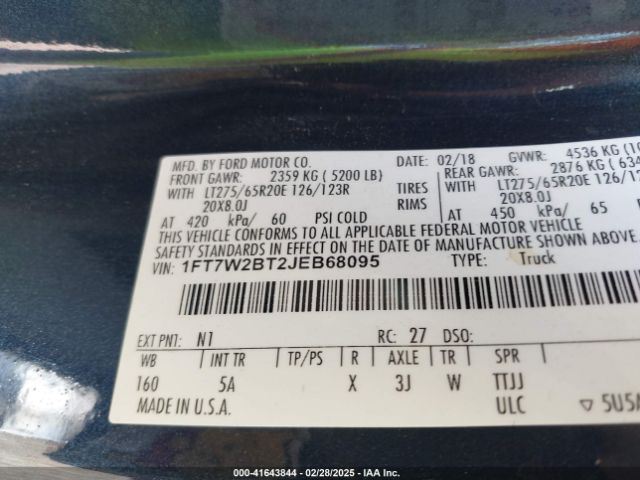 MFD. BY FORD MOTOR CO. DATE: 02/18 GVWR: 4536 KG
FRONT GAWR: 2359 KG ( 5200 LB) REAR GAWR: 2876 KG
WITH LT275/65R20E 126/123R TIRES WITH LT275/65R20E
20X8.0J RIMS 20X8.0J
AT 420 kPa/ 60 PSI COLD AT 450 kPa/ 65
THIS VEHICLE CONFORMS TO ALL APPLICABLE FEDERAL MOTOR VEHICLE
SAFETY STANDARDS IN EFFECT ON THE DATE OF MANUFACTURE SHOWN ABOVE.
VIN: 1FT7W2BT2JEB68095 TYPE: Truck
EXT PNT: N1 RC: 27 DSO:
WB INT TR TP/PS R AXLE TR SPR
160 5A X 3J W TTJJ
MADE IN U.S.A. ULC
(ID) - 41643844 - 02/28/2025 - IAA Inc.